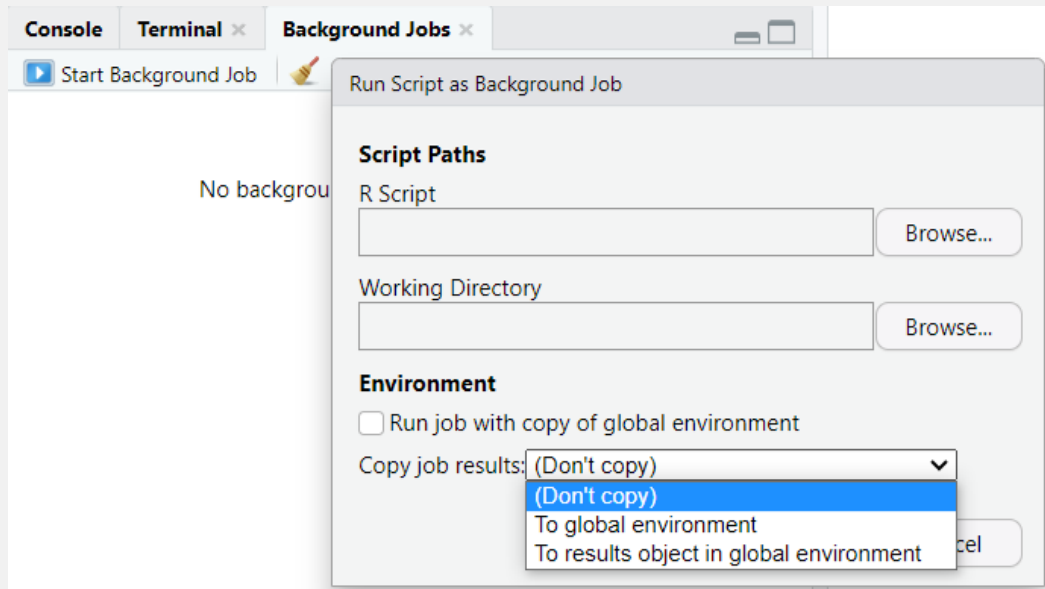 Console Terminal × Background Jobs ×
Start Background Job
Run Script as Background Job
No backgrou
Script Paths
R Script
Browse...
Working Directory
Browse...
Environment
Run job with copy of global environment
Copy job results: (Don't copy)
(Don't copy)
To global environment
To results object in global environment
cel